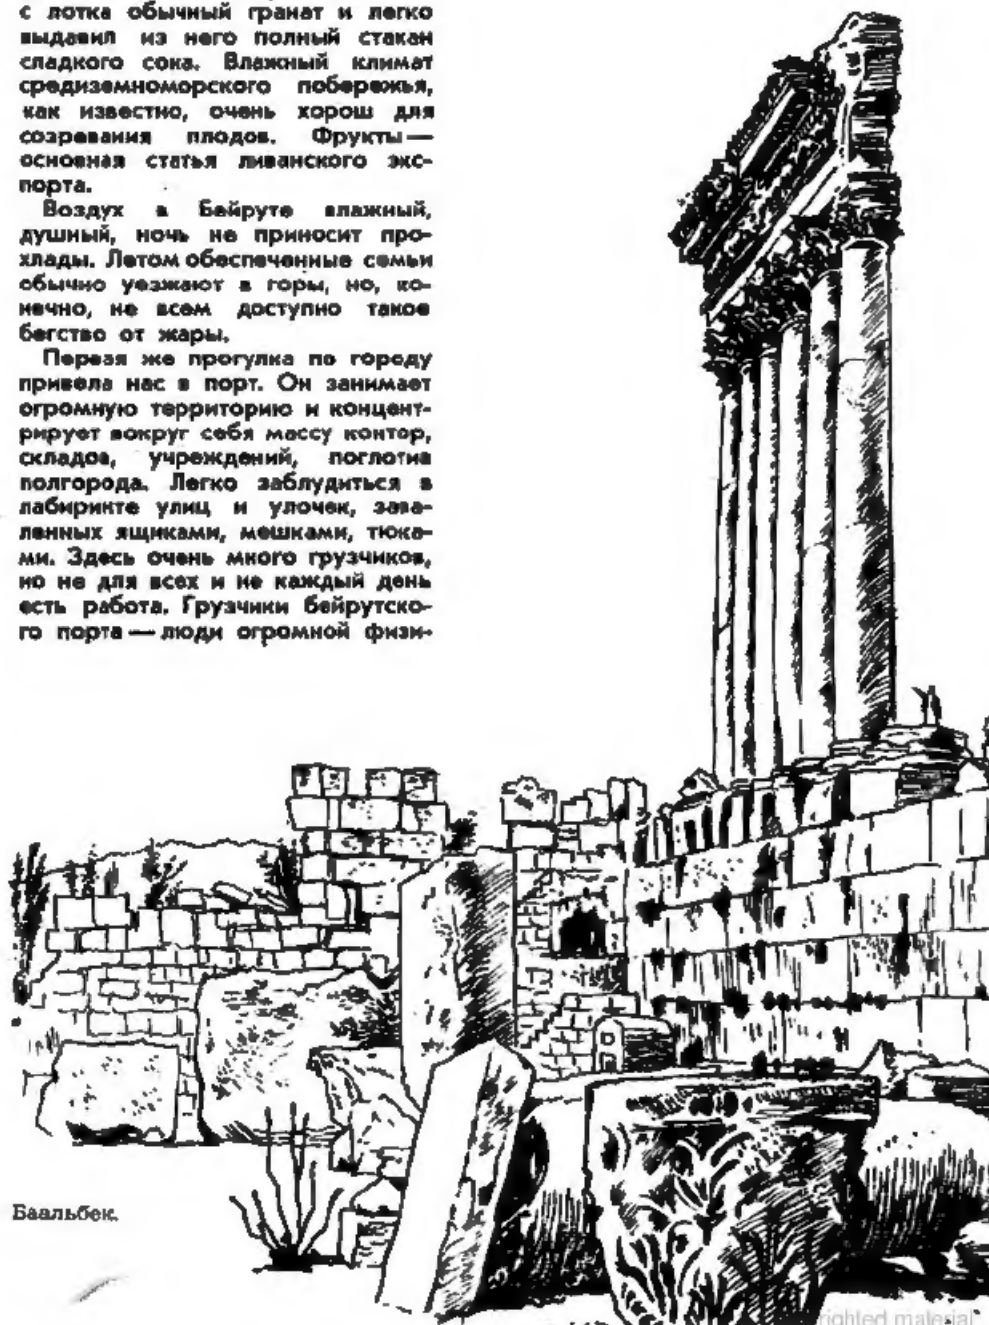 с лотка обычный гранат и легко
выдавил из него полный стакан
сладкого сока. Влажный климат
средиземноморского побережья,
как известно, очень хорош для
созревания плодов. Фрукты —
основная статья ливанского экс-
порта.
Воздух в Бейруте влажный,
душный, ночь не приносит про-
хлады. Летом обеспеченные семьи
обычно уезжают в горы, но, ко-
нечно, не всем доступно такое
бегство от жары.
Первая же прогулка по городу
привела нас в порт. Он занимает
огромную территорию и концент-
рирует вокруг себя массу контор,
складов, учреждений, поглотив
полгорода. Легко заблудиться в
лабиринте улиц и улочек, зава-
ленных ящиками, мешками, тюка-
ми. Здесь очень много грузчиков,
но не для всех и не каждый день
есть работа. Грузчики бейрутско-
го порта — люди огромной физи-
Баальбек.
righted material